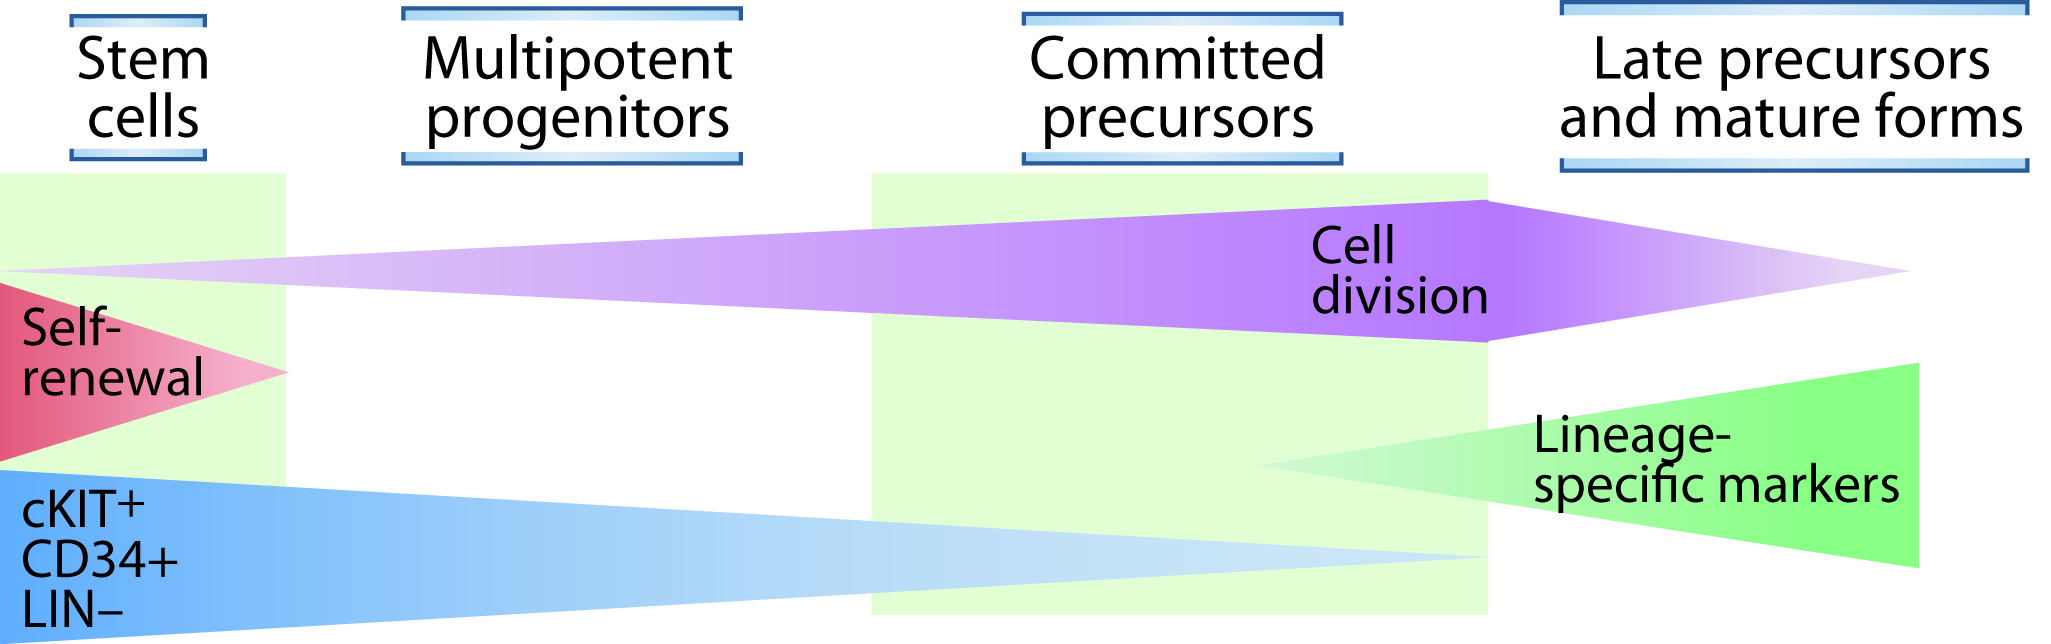 Stem
cells
Multipotent
progenitors
Committed
precursors
Late precursors
and mature forms
Cell
division
Self-
renewal
Lineage-
specific markers
cKIT+
CD34+
LIN−